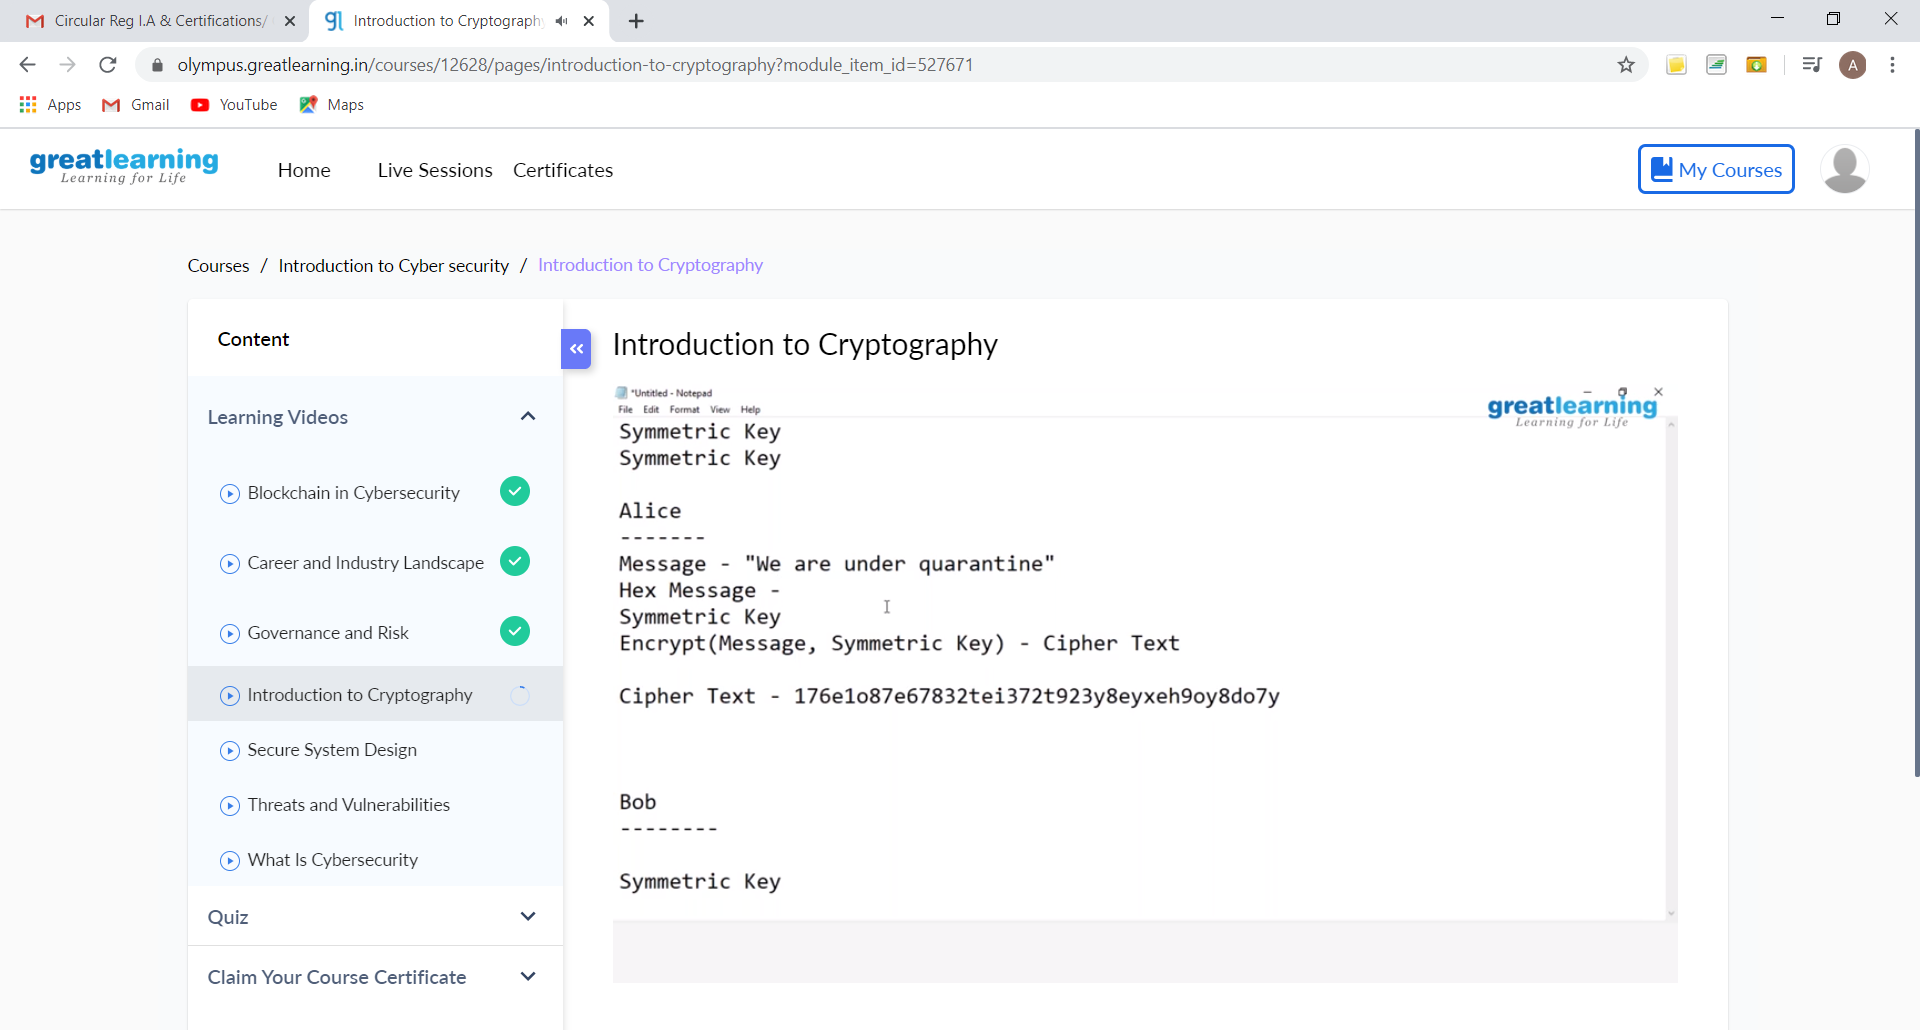 Circular Reg I.A & Certifications/
Introduction to Cryptography
olympus.greatlearning.in/courses/12628/pages/introduction-to-cryptography?module_item_id=527671
A
Apps Gmail YouTube Maps
greatlearning
Learning for Life
Home Live Sessions Certificates
My Courses
Courses / Introduction to Cyber security / Introduction to Cryptography
Content
Learning Videos
Blockchain in Cybersecurity
Career and Industry Landscape
Governance and Risk
Introduction to Cryptography
Secure System Design
Threats and Vulnerabilities
What Is Cybersecurity
Quiz
Claim Your Course Certificate
Introduction to Cryptography
*Untitled - Notepad
File Edit Format View Help
greatlearning
Learning for Life
Symmetric Key
Symmetric Key
Alice
-------
Message - "We are under quarantine"
Hex Message -
Symmetric Key
Encrypt(Message, Symmetric Key) - Cipher Text
Cipher Text - 176e1o87e67832tei372t923y8eyxeh9oy8do7y
Bob
--------
Symmetric Key